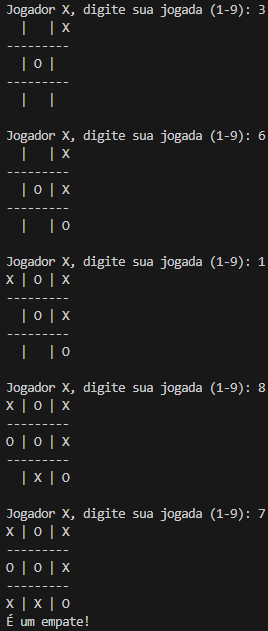 Jogador X, digite sua jogada (1-9): 3
  |   | X
---------
  | O |
---------
  |   |

Jogador X, digite sua jogada (1-9): 6
  |   | X
---------
  | O | X
---------
  |   | O

Jogador X, digite sua jogada (1-9): 1
X | O | X
---------
  | O | X
---------
  |   | O

Jogador X, digite sua jogada (1-9): 8
X | O | X
---------
O | O | X
---------
  | X | O

Jogador X, digite sua jogada (1-9): 7
X | O | X
---------
O | O | X
---------
X | X | O
É um empate!